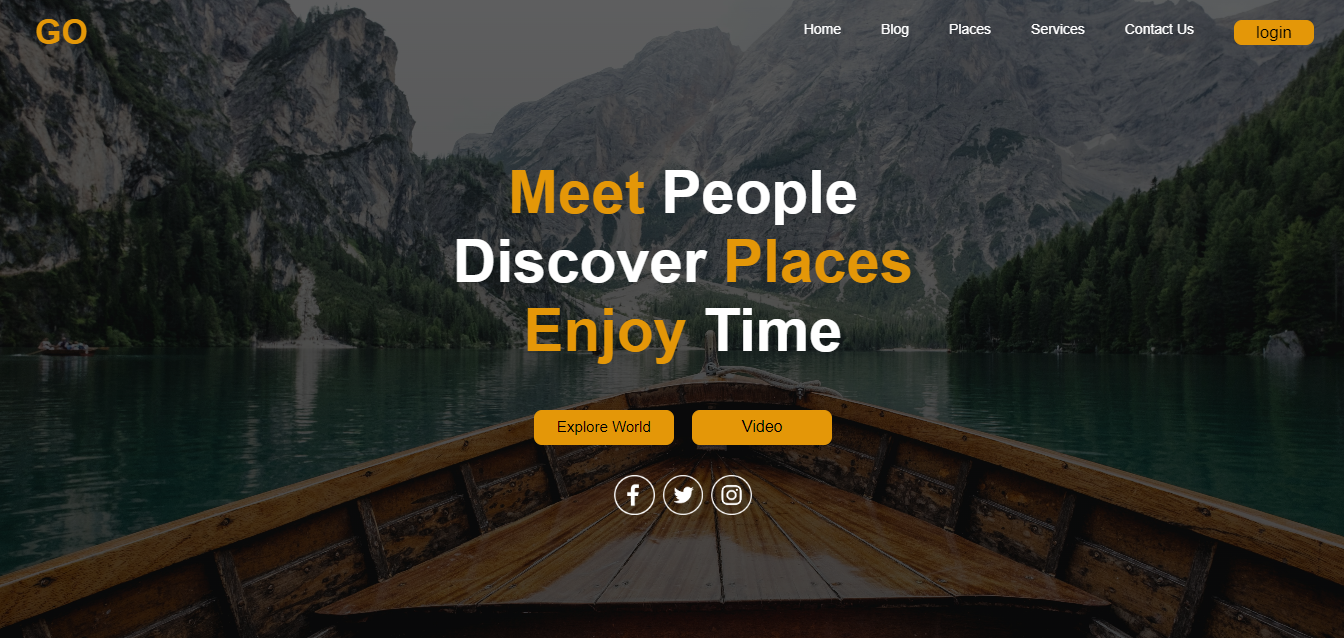 GO
Home Blog Places Services Contact Us login
Meet People
Discover Places
Enjoy Time
Explore World Video